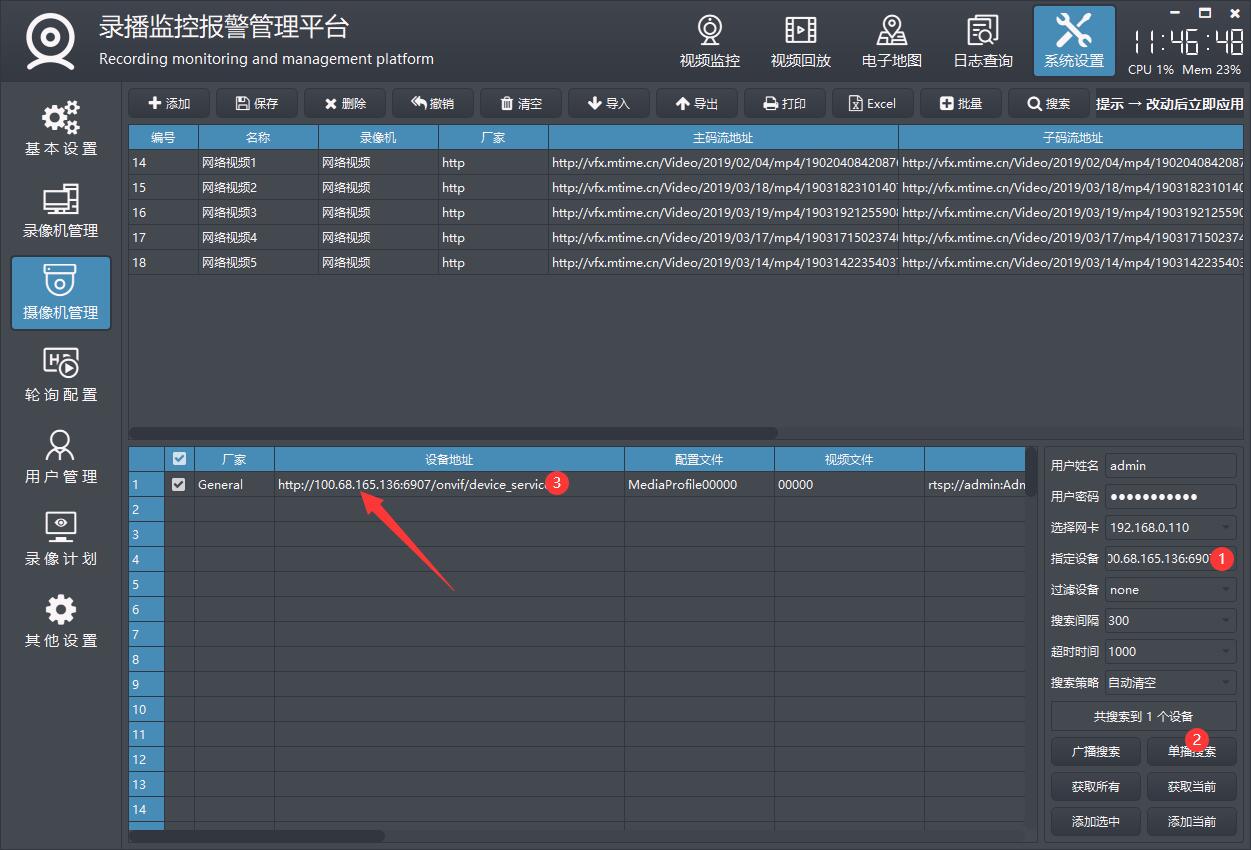 录播监控报警管理平台
Recording monitoring and management platform
视频监控 视频回放 电子地图 日志查询 系统设置
11:46:48
CPU 1% Mem 23%
基本设置
录像机管理
摄像机管理
轮询配置
用户管理
录像计划
其他设置
添加 保存 删除 撤销 清空 导入 导出 打印 Excel 批量 搜索 提示 → 改动后立即应用
编号 名称 录像机 厂家 主码流地址 子码流地址
14 网络视频1 网络视频 http http://vfx.mtime.cn/Video/2019/02/04/mp4/190204084208 http://vfx.mtime.cn/Video/2019/02/04/mp4/1902040842087
15 网络视频2 网络视频 http http://vfx.mtime.cn/Video/2019/03/18/mp4/190318231014 http://vfx.mtime.cn/Video/2019/03/18/mp4/1903182310140
16 网络视频3 网络视频 http http://vfx.mtime.cn/Video/2019/03/19/mp4/190319212559 http://vfx.mtime.cn/Video/2019/03/19/mp4/1903192125590
17 网络视频4 网络视频 http http://vfx.mtime.cn/Video/2019/03/17/mp4/190317150237 http://vfx.mtime.cn/Video/2019/03/17/mp4/1903171502374
18 网络视频5 网络视频 http http://vfx.mtime.cn/Video/2019/03/14/mp4/190314223540 http://vfx.mtime.cn/Video/2019/03/14/mp4/1903142235403
厂家 设备地址 配置文件 视频文件
1 General http://100.68.165.136:6907/onvif/device_servic 3 MediaProfile00000 00000 rtsp://admin:Adn
2
3
4
5
6
7
8
9
10
11
12
13
14
用户姓名 admin
用户密码 ●●●●●●●●●●●
选择网卡 192.168.0.110
指定设备 00.68.165.136:690 1
过滤设备 none
搜索间隔 300
超时时间 1000
搜索策略 自动清空
共搜索到 1 个设备
2
广播搜索 单播搜索
获取所有 获取当前
添加选中 添加当前